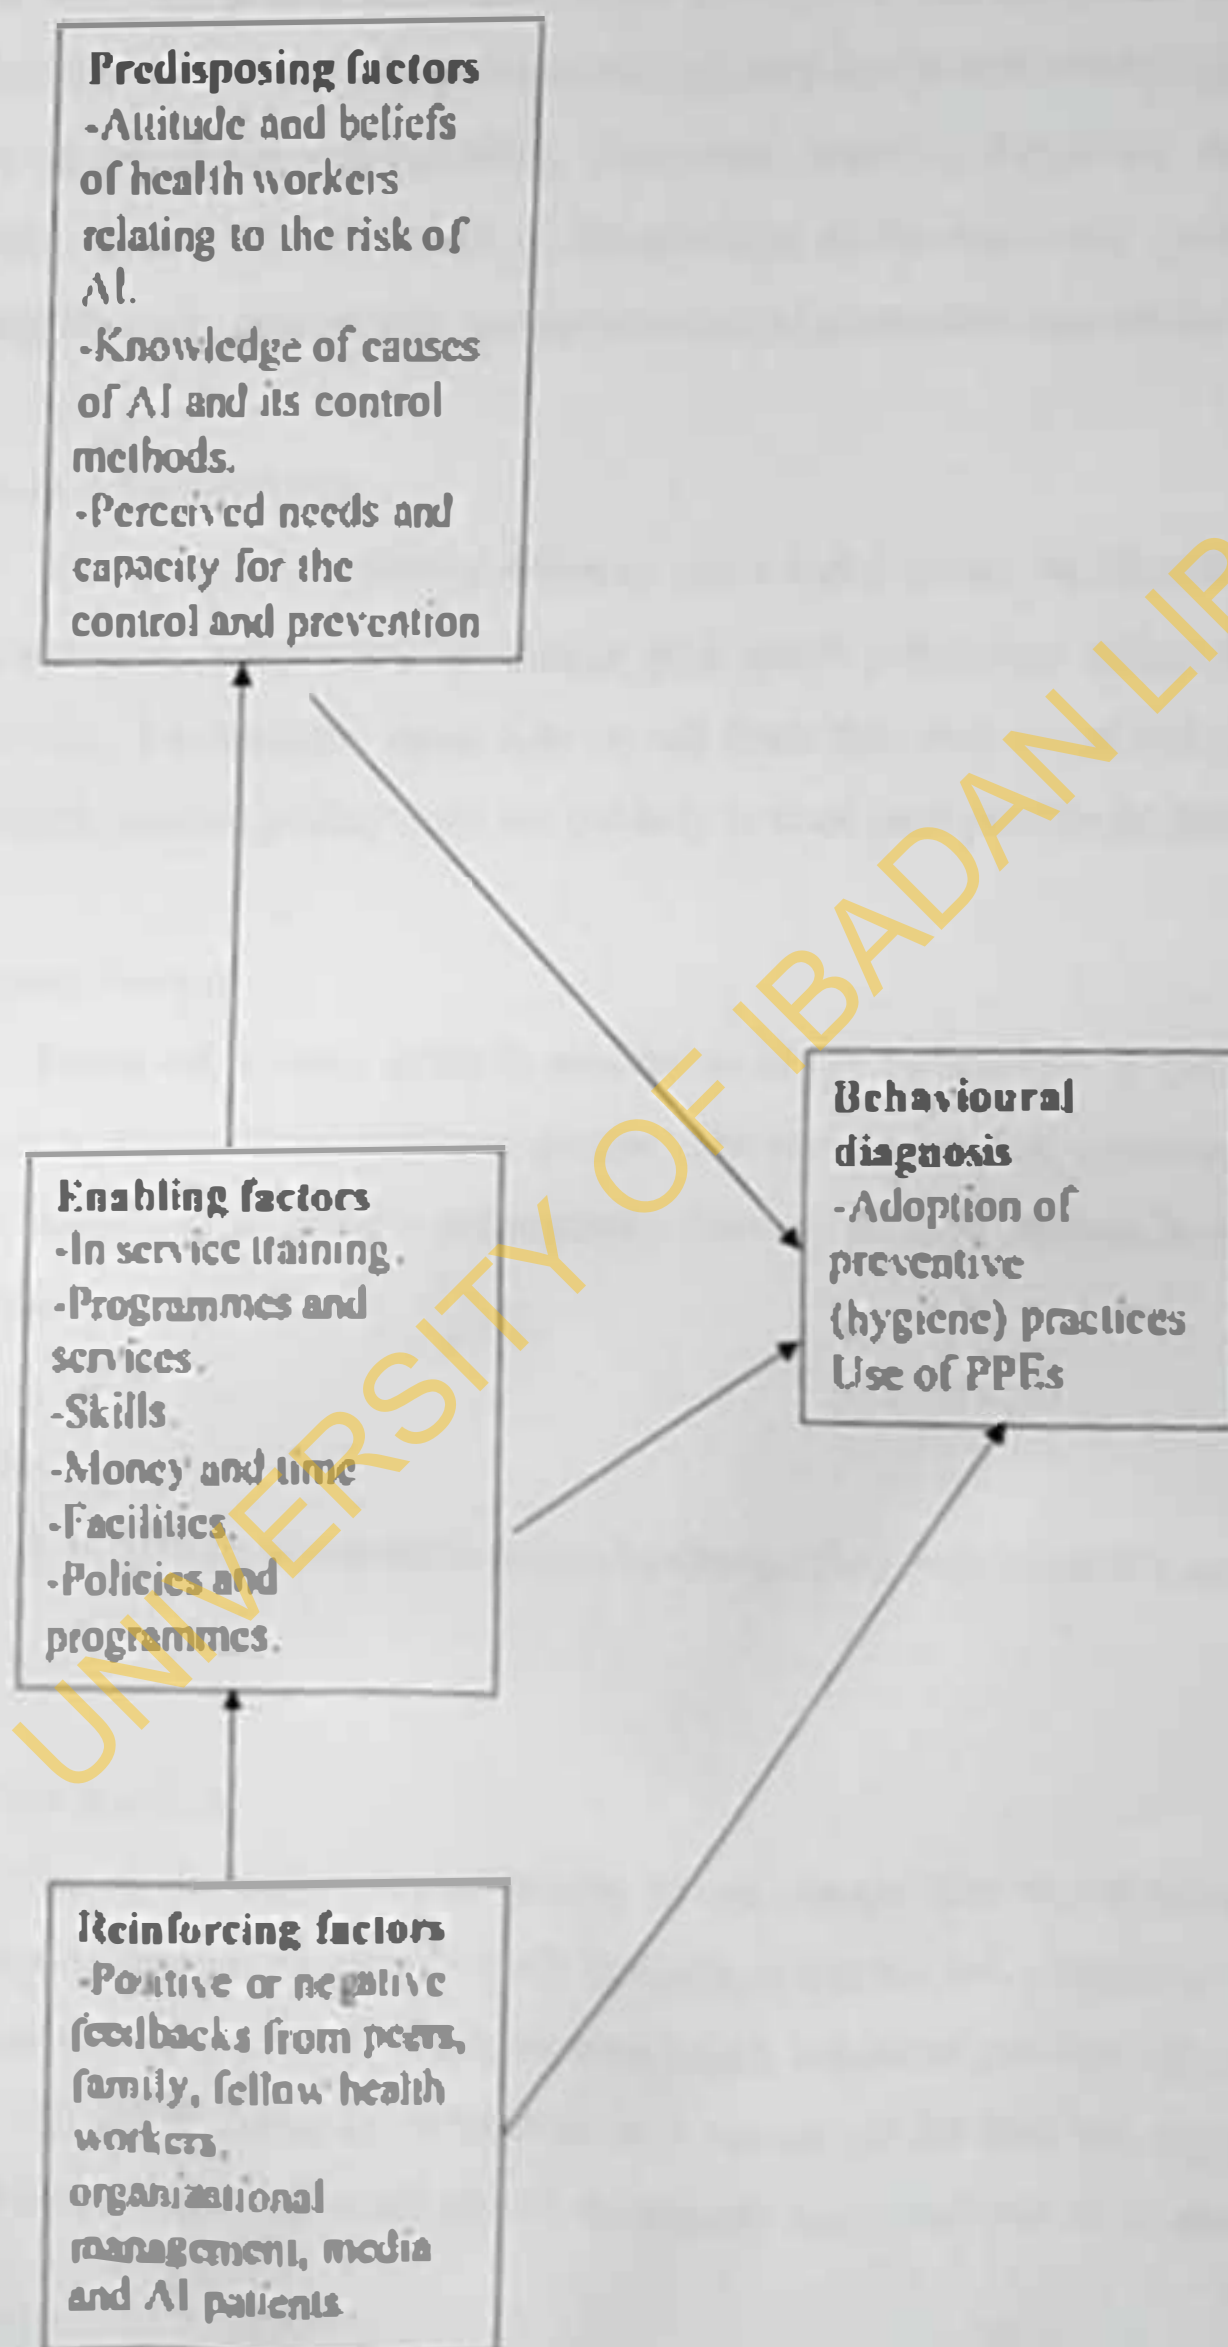 Predisposing factors
-Attitude and beliefs
of health workers
relating to the risk of
AI.
-Knowledge of causes
of AI and its control
methods.
-Perceived needs and
capacity for the
control and prevention
Enabling factors
-In service training.
-Programmes and
services.
-Skills
-Money and time
-Facilities.
-Policies and
programmes.
Behavioural
diagnosis
-Adoption of
preventive
(hygiene) practices
Use of PPEs
Reinforcing factors
-Positive or negative
feedbacks from peers,
family, fellow health
workers.
organizational
management, media
and AI patients
UNIVERSITY OF IBADAN LIB